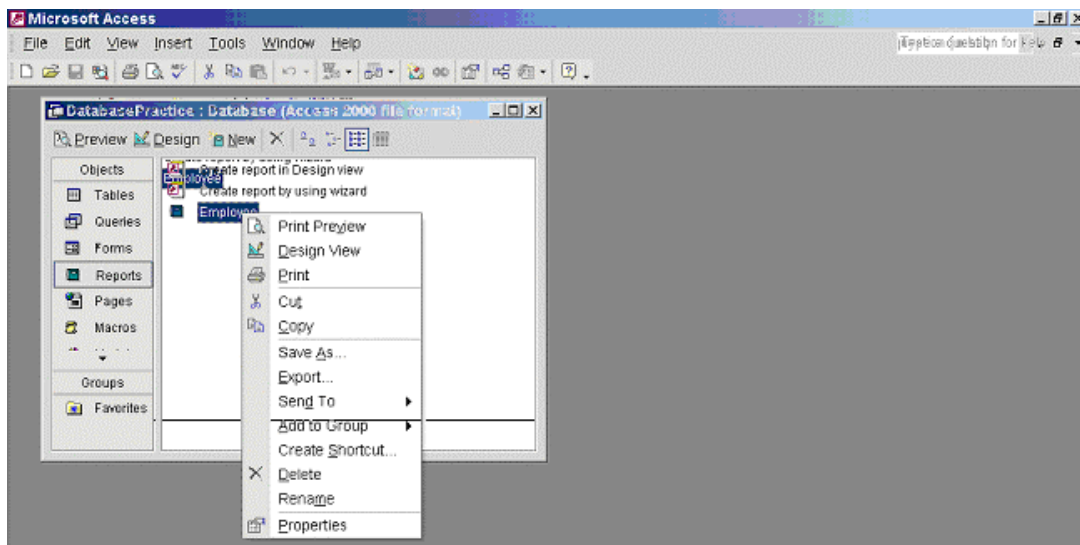 Microsoft Access
File Edit View Insert Tools Window Help
for Help
DatabasePractice : Database (Access 2000 file format)
Preview Design New
Objects
Tables
Queries
Forms
Reports
Pages
Macros
Groups
Favorites
Create report in Design view
Create report by using wizard
Employee
Employee
Print Preview
Design View
Print
Cut
Copy
Save As...
Export...
Send To
Add to Group
Create Shortcut...
Delete
Rename
Properties